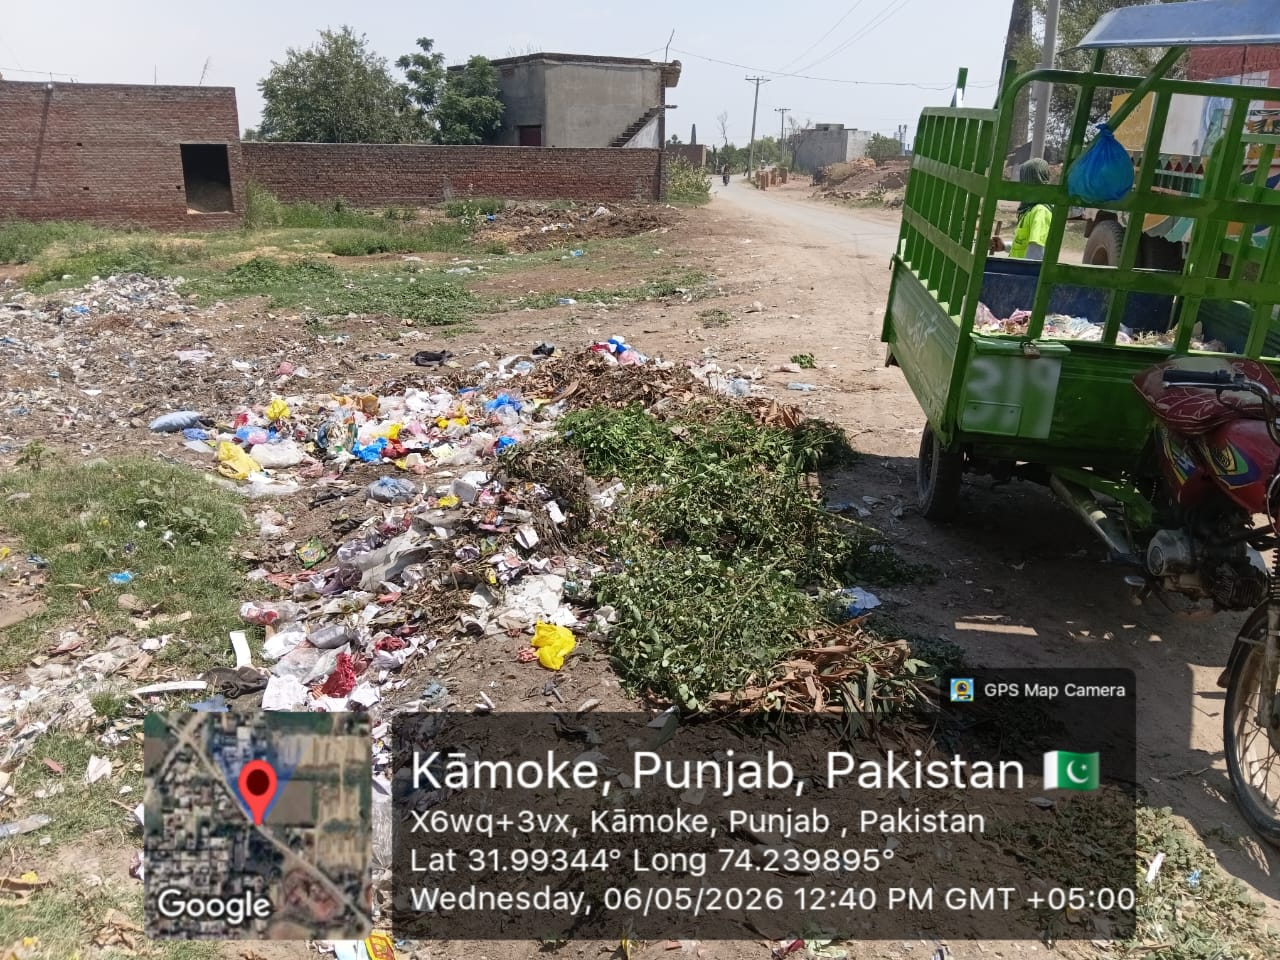 219
GPS Map Camera
Kāmoke, Punjab, Pakistan 🇵🇰
X6wq+3vx, Kāmoke, Punjab , Pakistan
Lat 31.99344° Long 74.239895°
Wednesday, 06/05/2026 12:40 PM GMT +05:00
Google